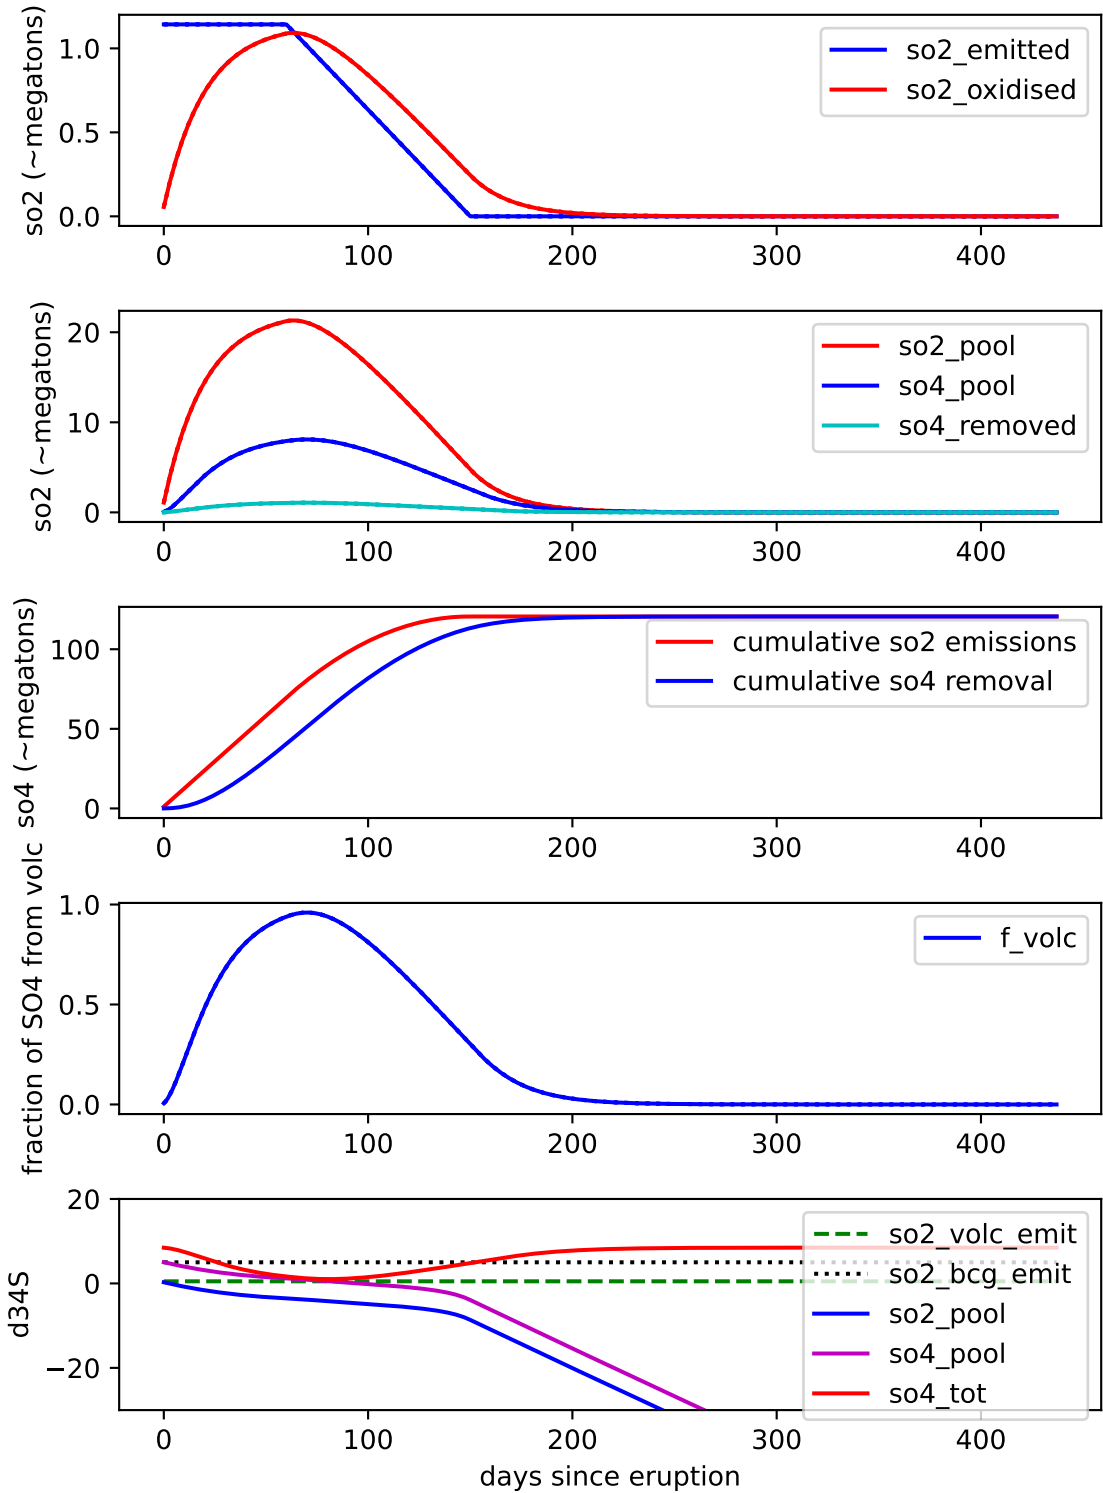 so2 (~megatons)
1.0
0.5
0.0
so2_emitted
so2_oxidised
0 100 200 300 400
so2 (~megatons)
20
10
0
so2_pool
so4_pool
so4_removed
0 100 200 300 400
so4 (~megatons)
100
50
0
cumulative so2 emissions
cumulative so4 removal
0 100 200 300 400
fraction of SO4 from volc
1.0
0.5
0.0
f_volc
0 100 200 300 400
d34S
20
0
−20
so2_volc_emit
so2_bcg_emit
so2_pool
so4_pool
so4_tot
0 100 200 300 400
days since eruption